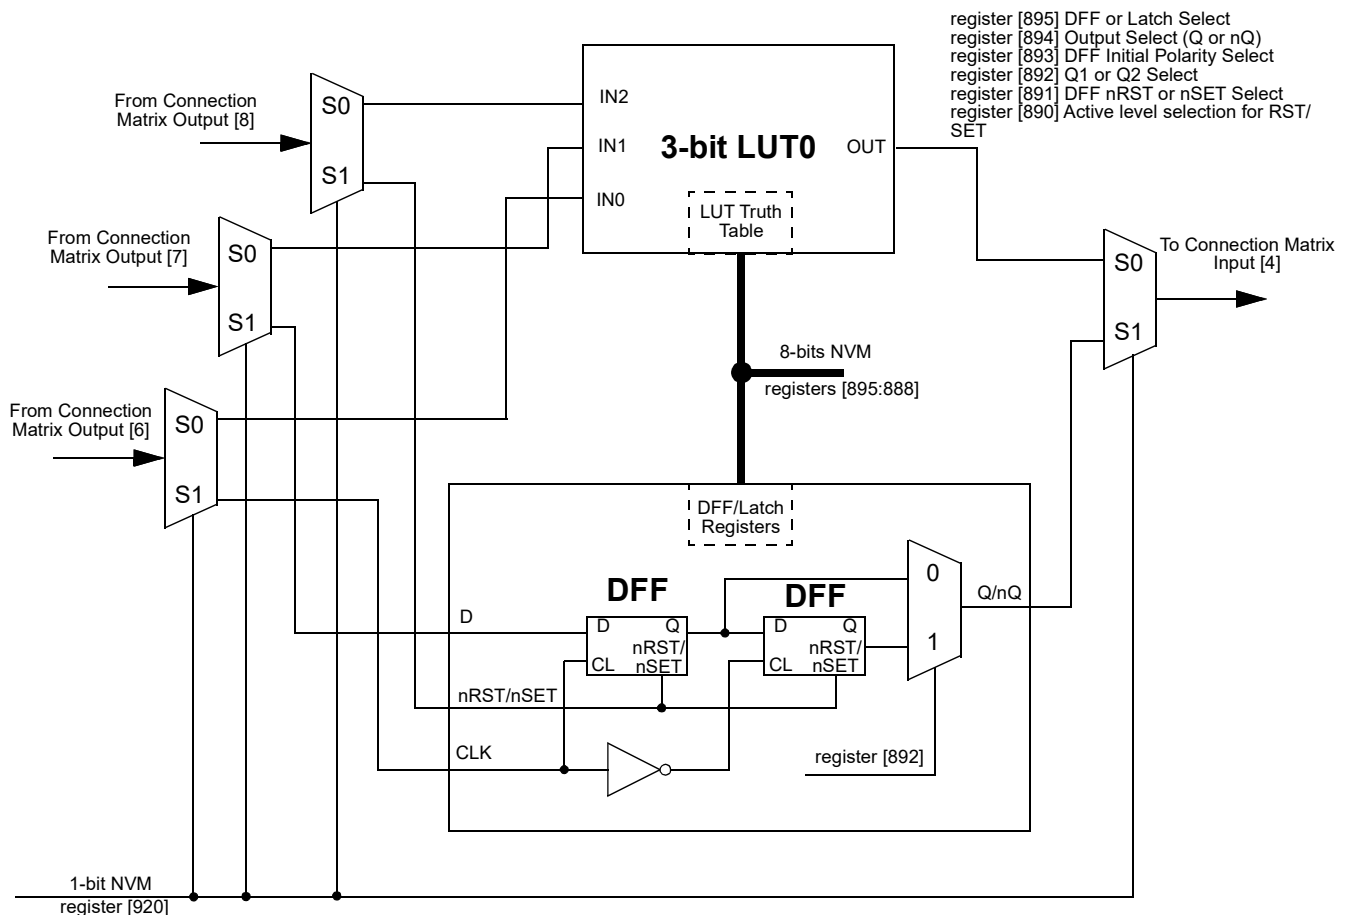 register [895] DFF or Latch Select
register [894] Output Select (Q or nQ)
register [893] DFF Initial Polarity Select
register [892] Q1 or Q2 Select
register [891] DFF nRST or nSET Select
register [890] Active level selection for RST/
SET
From Connection
Matrix Output [8]
S0
S1
IN2
IN1
IN0
3-bit LUT0
OUT
LUT Truth
Table
From Connection
Matrix Output [7]
S0
S1
To Connection Matrix
Input [4]
S0
S1
8-bits NVM
registers [895:888]
From Connection
Matrix Output [6]
S0
S1
DFF/Latch
Registers
DFF
DFF
D
D
Q
nRST/
nSET
CL
D
Q
nRST/
nSET
CL
0
1
Q/nQ
nRST/nSET
CLK
register [892]
1-bit NVM
register [920]